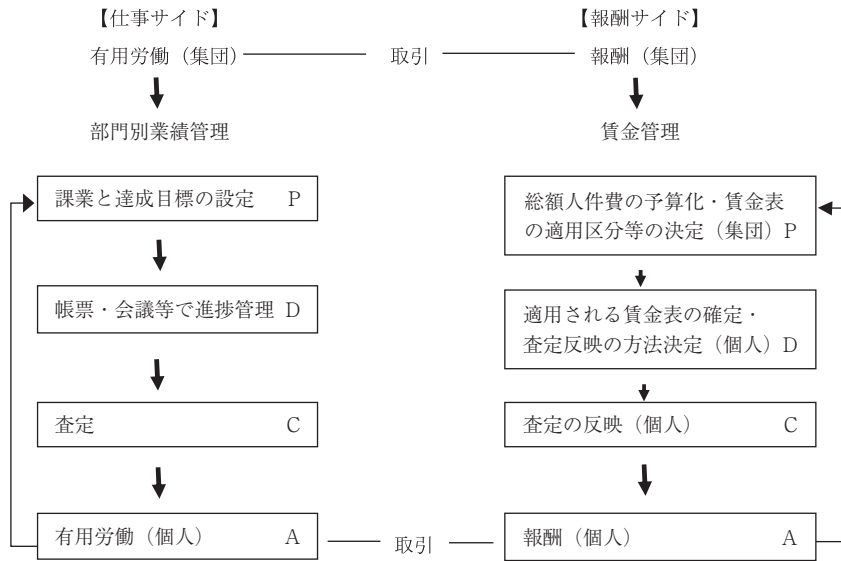 【仕事サイド】
【報酬サイド】
有用労働（集団） 取引 報酬（集団）
部門別業績管理
賃金管理
課業と達成目標の設定 P
帳票・会議等で進捗管理 D
査定 C
有用労働（個人） A
総額人件費の予算化・賃金表
の適用区分等の決定（集団）P
適用される賃金表の確定・
査定反映の方法決定（個人）D
査定の反映（個人） C
取引
報酬（個人） A